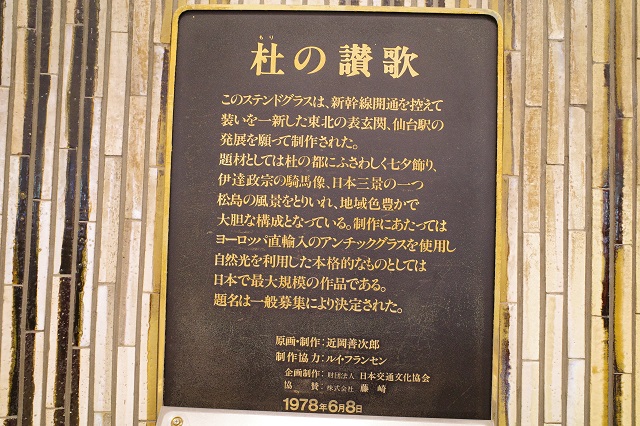 もり
杜の讃歌
このステンドグラスは、新幹線開通を控えて
装いを一新した東北の表玄関、仙台駅の
発展を願って制作された。
題材としては杜の都にふさわしく七夕飾り、
伊達政宗の騎馬像、日本三景の一つ
松島の風景をとりいれ、地域色豊かで
大胆な構成となっている。制作にあたっては
ヨーロッパ直輸入のアンチックグラスを使用し
自然光を利用した本格的なものとしては
日本で最大規模の作品である。
題名は一般募集により決定された。
原画・制作：近岡善次郎
制作協力：ルイ・フランセン
企画制作：財団法人 日本交通文化協会
協 賛：株式会社 藤崎
1978年6月8日